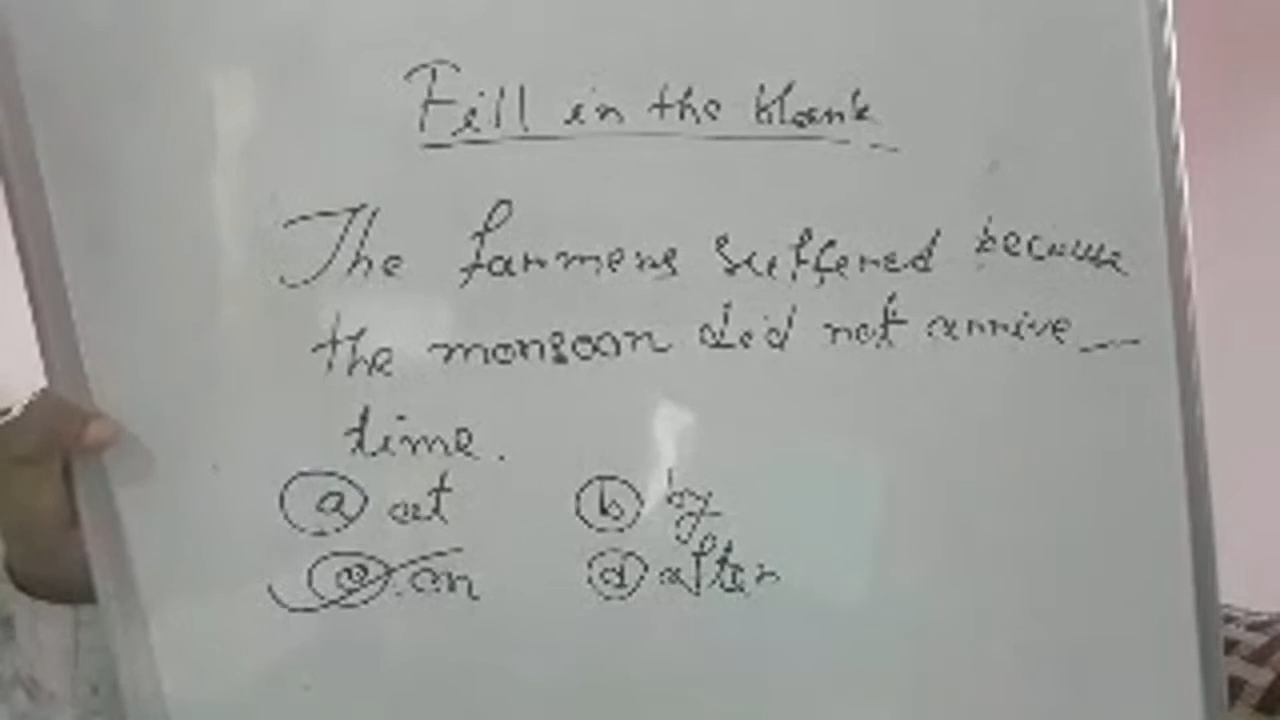 Fill in the blank
The farmers suffered because
the monsoon did not arrive __
time.
(a) at (b) by
(c) on (d) after